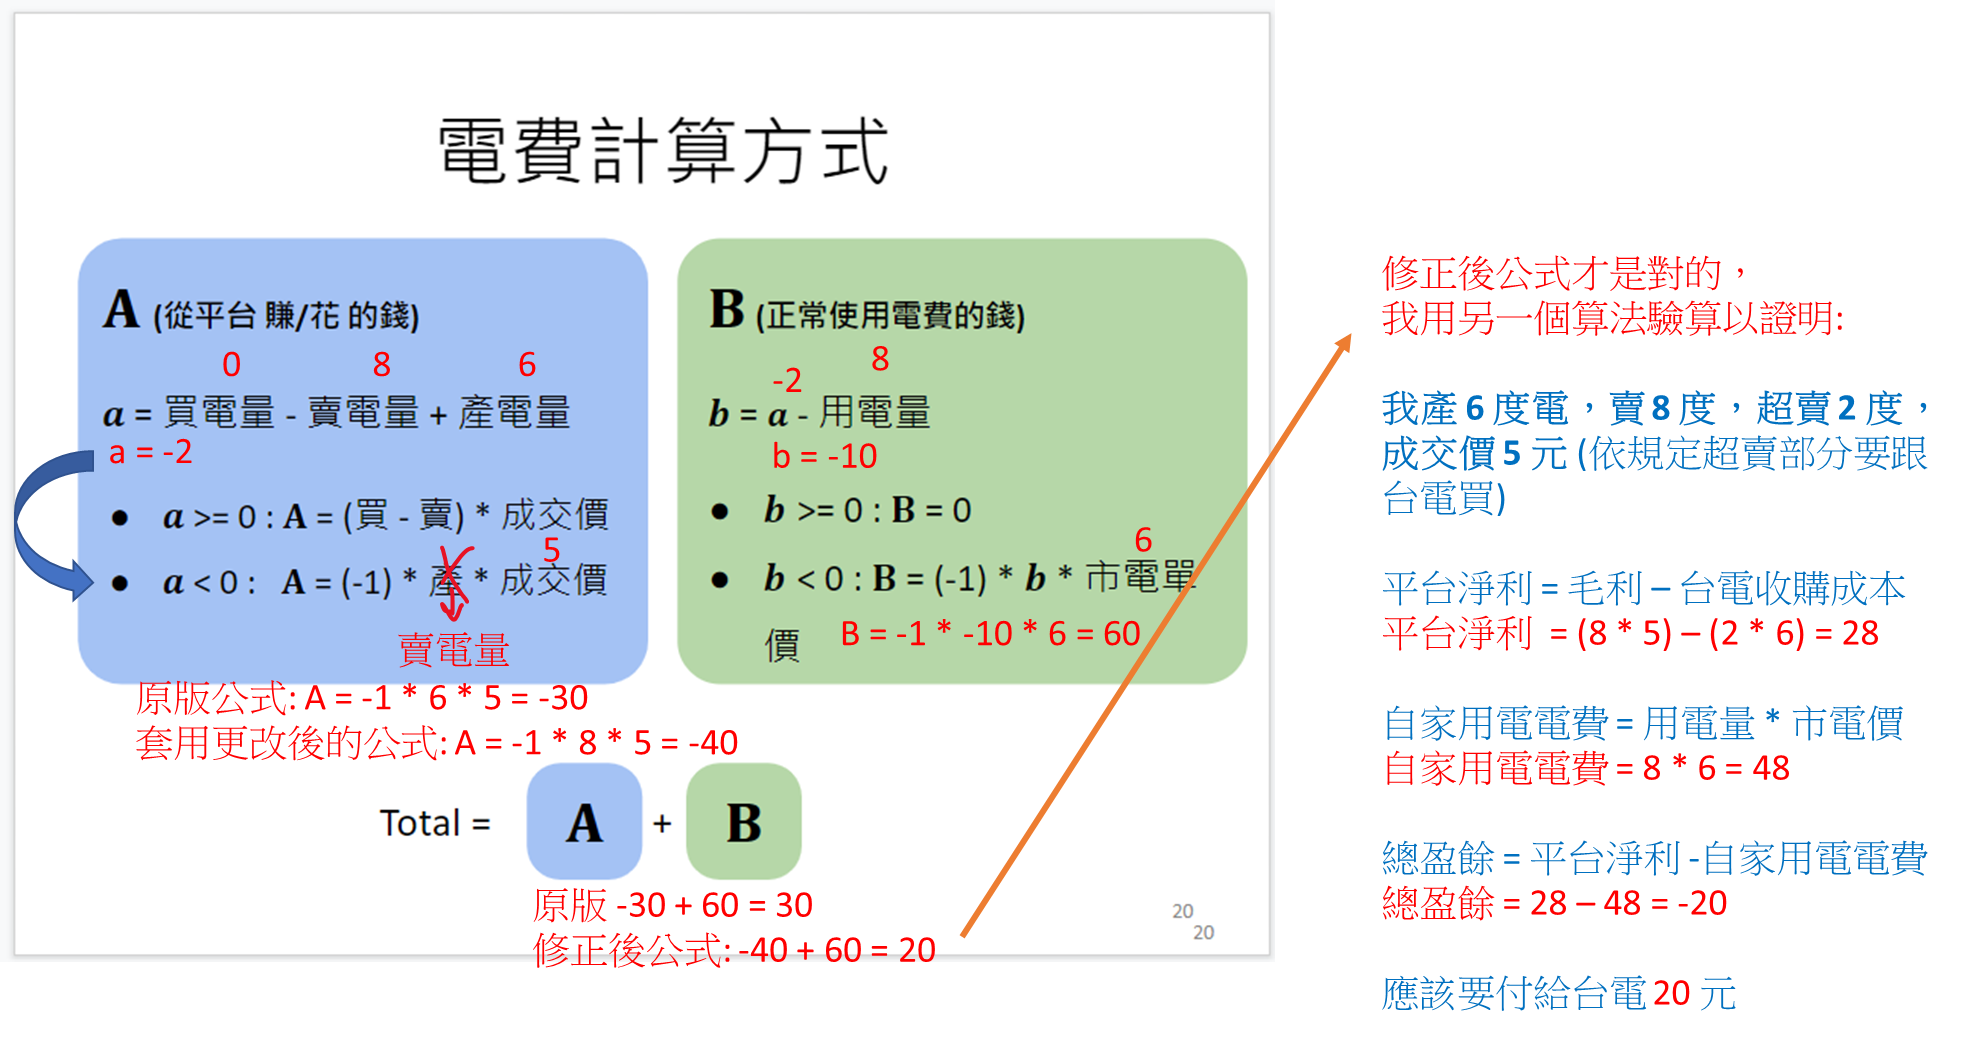 電費計算方式
A (從平台 賺/花 的錢)
0 8 6
a = 買電量 - 賣電量 + 產電量
a = -2
● a >= 0 : A = (買 - 賣) * 成交價
5
● a < 0 : A = (-1) * 產 * 成交價
賣電量
原版公式: A = -1 * 6 * 5 = -30
套用更改後的公式: A = -1 * 8 * 5 = -40
B (正常使用電費的錢)
-2 8
b = a - 用電量
b = -10
● b >= 0 : B = 0
6
● b < 0 : B = (-1) * b * 市電單
價
B = -1 * -10 * 6 = 60
Total = A + B
原版 -30 + 60 = 30
修正後公式: -40 + 60 = 20
20
20
修正後公式才是對的，
我用另一個算法驗算以證明:
我產 6 度電，賣 8 度，超賣 2 度，
成交價 5 元 (依規定超賣部分要跟
台電買)
平台淨利 = 毛利 – 台電收購成本
平台淨利 = (8 * 5) – (2 * 6) = 28
自家用電電費 = 用電量 * 市電價
自家用電電費 = 8 * 6 = 48
總盈餘 = 平台淨利 -自家用電電費
總盈餘 = 28 – 48 = -20
應該要付給台電 20 元